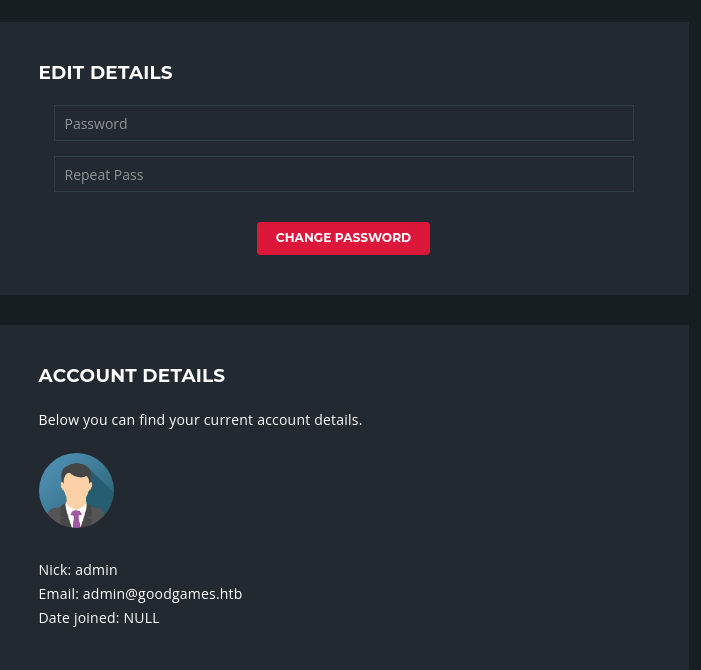 EDIT DETAILS
Password
Repeat Pass
CHANGE PASSWORD
ACCOUNT DETAILS
Below you can find your current account details.
Nick: admin
Email: admin@goodgames.htb
Date joined: NULL